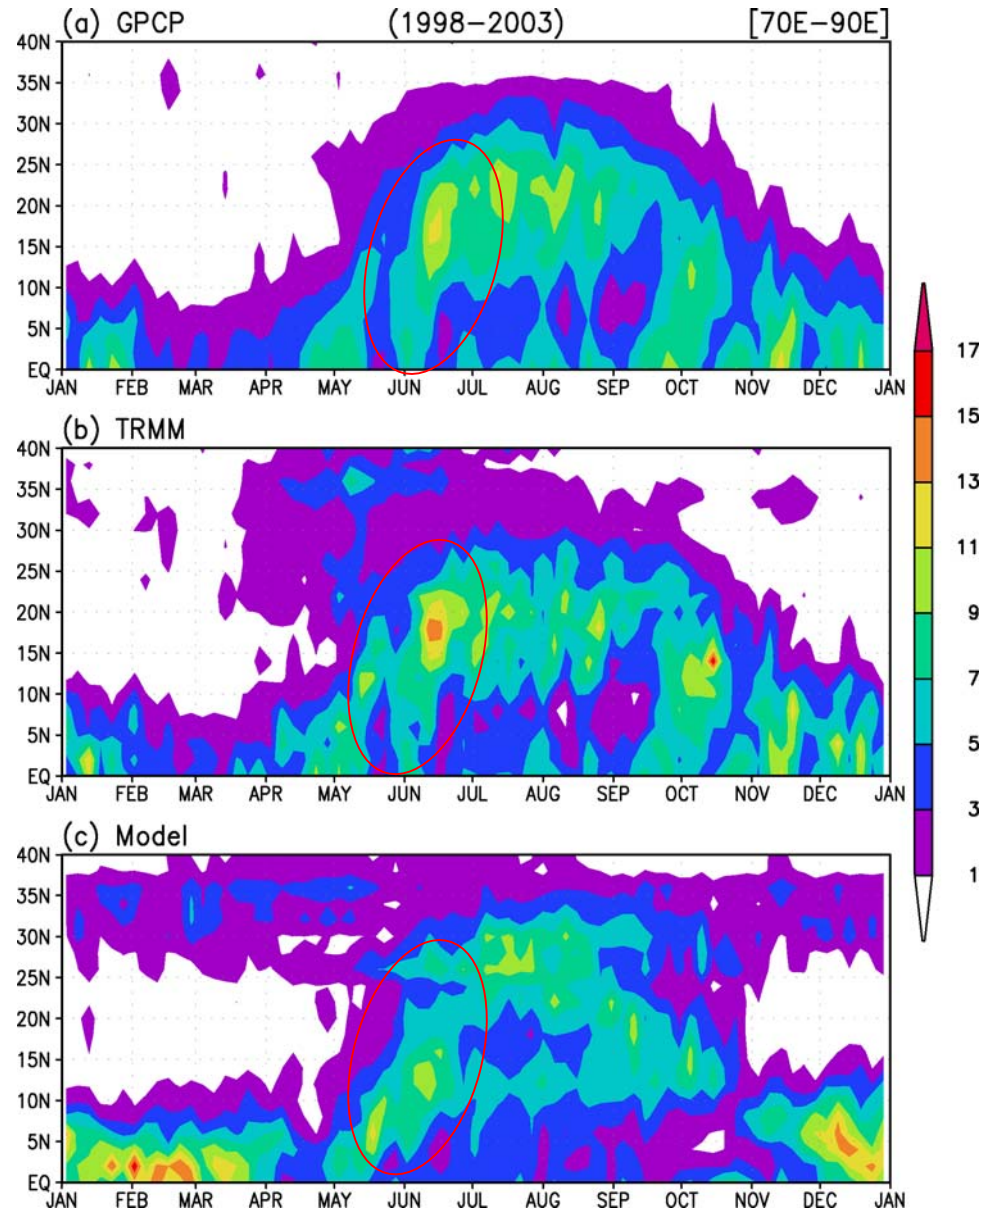 (a) GPCP (1998-2003) [70E-90E]
40N
35N
30N
25N
20N
15N
10N
5N
EQ
JAN FEB MAR APR MAY JUN JUL AUG SEP OCT NOV DEC JAN
(b) TRMM
40N
35N
30N
25N
20N
15N
10N
5N
EQ
JAN FEB MAR APR MAY JUN JUL AUG SEP OCT NOV DEC JAN
(c) Model
40N
35N
30N
25N
20N
15N
10N
5N
EQ
JAN FEB MAR APR MAY JUN JUL AUG SEP OCT NOV DEC JAN
17
15
13
11
9
7
5
3
1